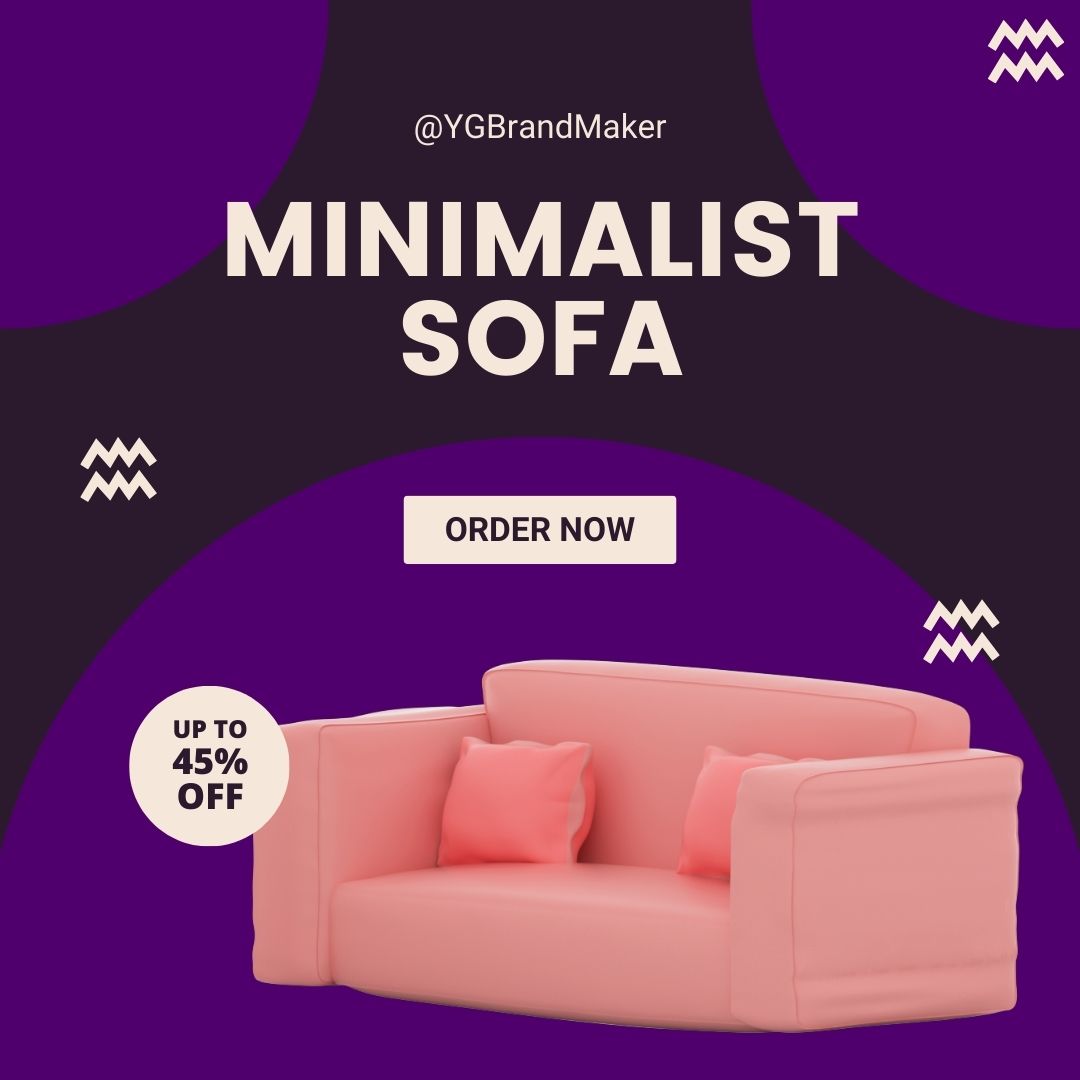 @YGBrandMaker
MINIMALIST
SOFA
ORDER NOW
UP TO
45%
OFF